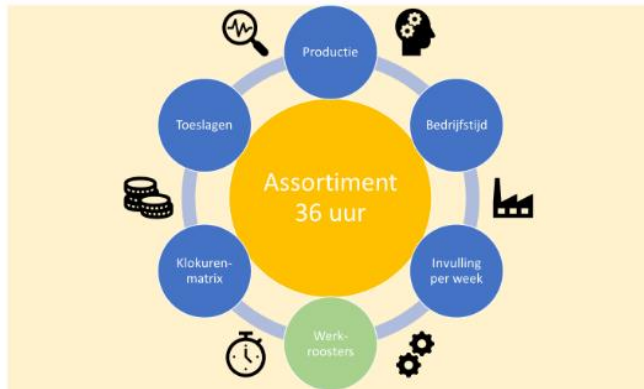 Productie
Toeslagen
Bedrijfstijd
Assortiment
36 uur
Klokuren-
matrix
Invulling
per week
Werk-
roosters